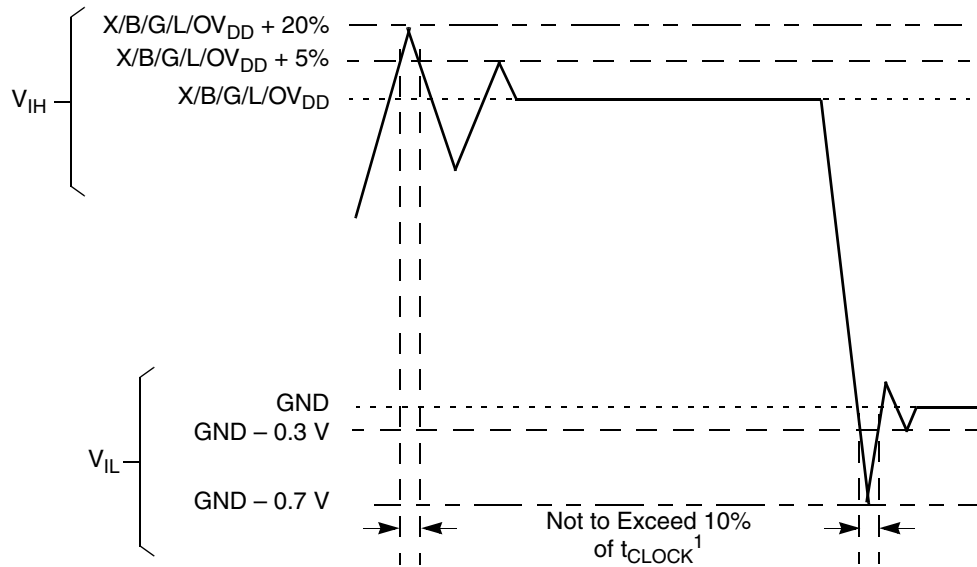 X/B/G/L/OVDD + 20%
X/B/G/L/OVDD + 5%
X/B/G/L/OVDD
VIH
GND
GND – 0.3 V
VIL
GND – 0.7 V
Not to Exceed 10%
of tCLOCK1